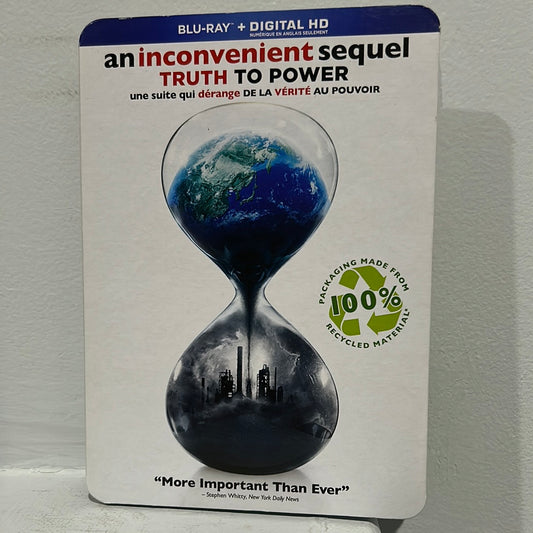 BLU-RAY™ + DIGITAL HD
NUMÉRIQUE EN ANGLAIS SEULEMENT
an inconvenient sequel
TRUTH TO POWER
une suite qui dérange DE LA VÉRITÉ AU POUVOIR
PACKAGING MADE FROM
100%
RECYCLED MATERIAL*
“More Important Than Ever”
– Stephen Whitty, New York Daily News